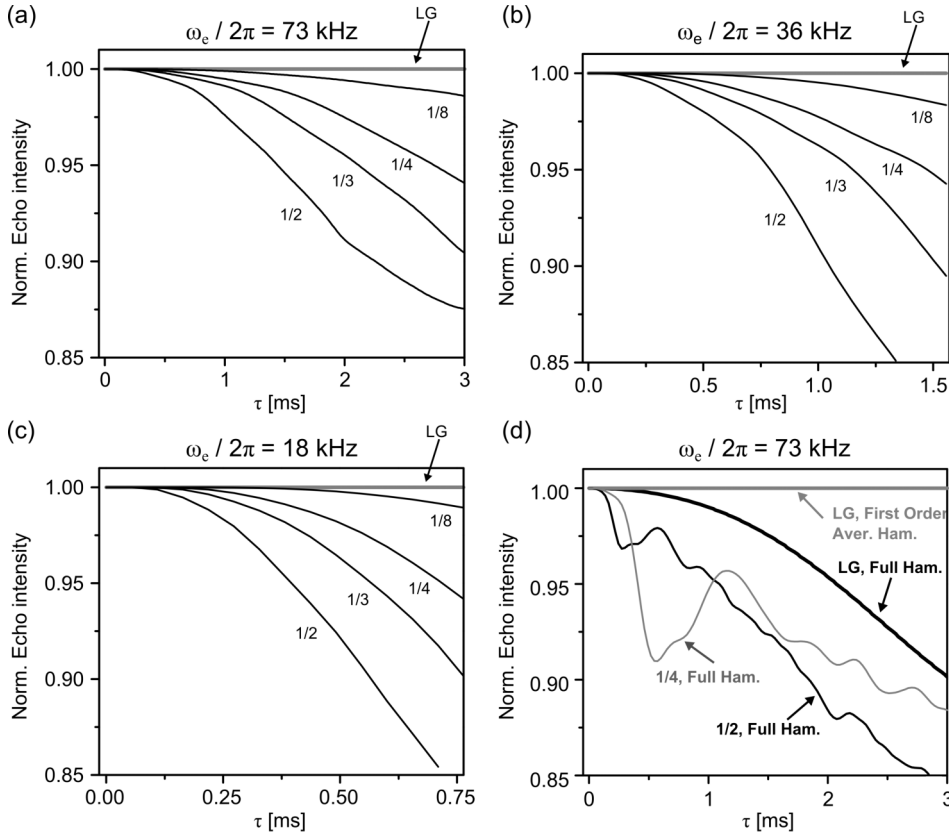 (a)
ωe / 2π = 73 kHz
LG
1.00
0.95
0.90
0.85
Norm. Echo intensity
1/8
1/4
1/3
1/2
0
1
2
3
τ [ms]
(b)
ωe / 2π = 36 kHz
LG
1.00
0.95
0.90
0.85
Norm. Echo intensity
1/8
1/4
1/3
1/2
0.0
0.5
1.0
1.5
τ [ms]
(c)
ωe / 2π = 18 kHz
LG
1.00
0.95
0.90
0.85
Norm. Echo intensity
1/8
1/4
1/3
1/2
0.00
0.25
0.50
0.75
τ [ms]
(d)
ωe / 2π = 73 kHz
1.00
0.95
0.90
0.85
Norm. Echo intensity
LG, First Order
Aver. Ham.
LG, Full Ham.
1/4, Full Ham.
1/2, Full Ham.
0
1
2
3
τ [ms]